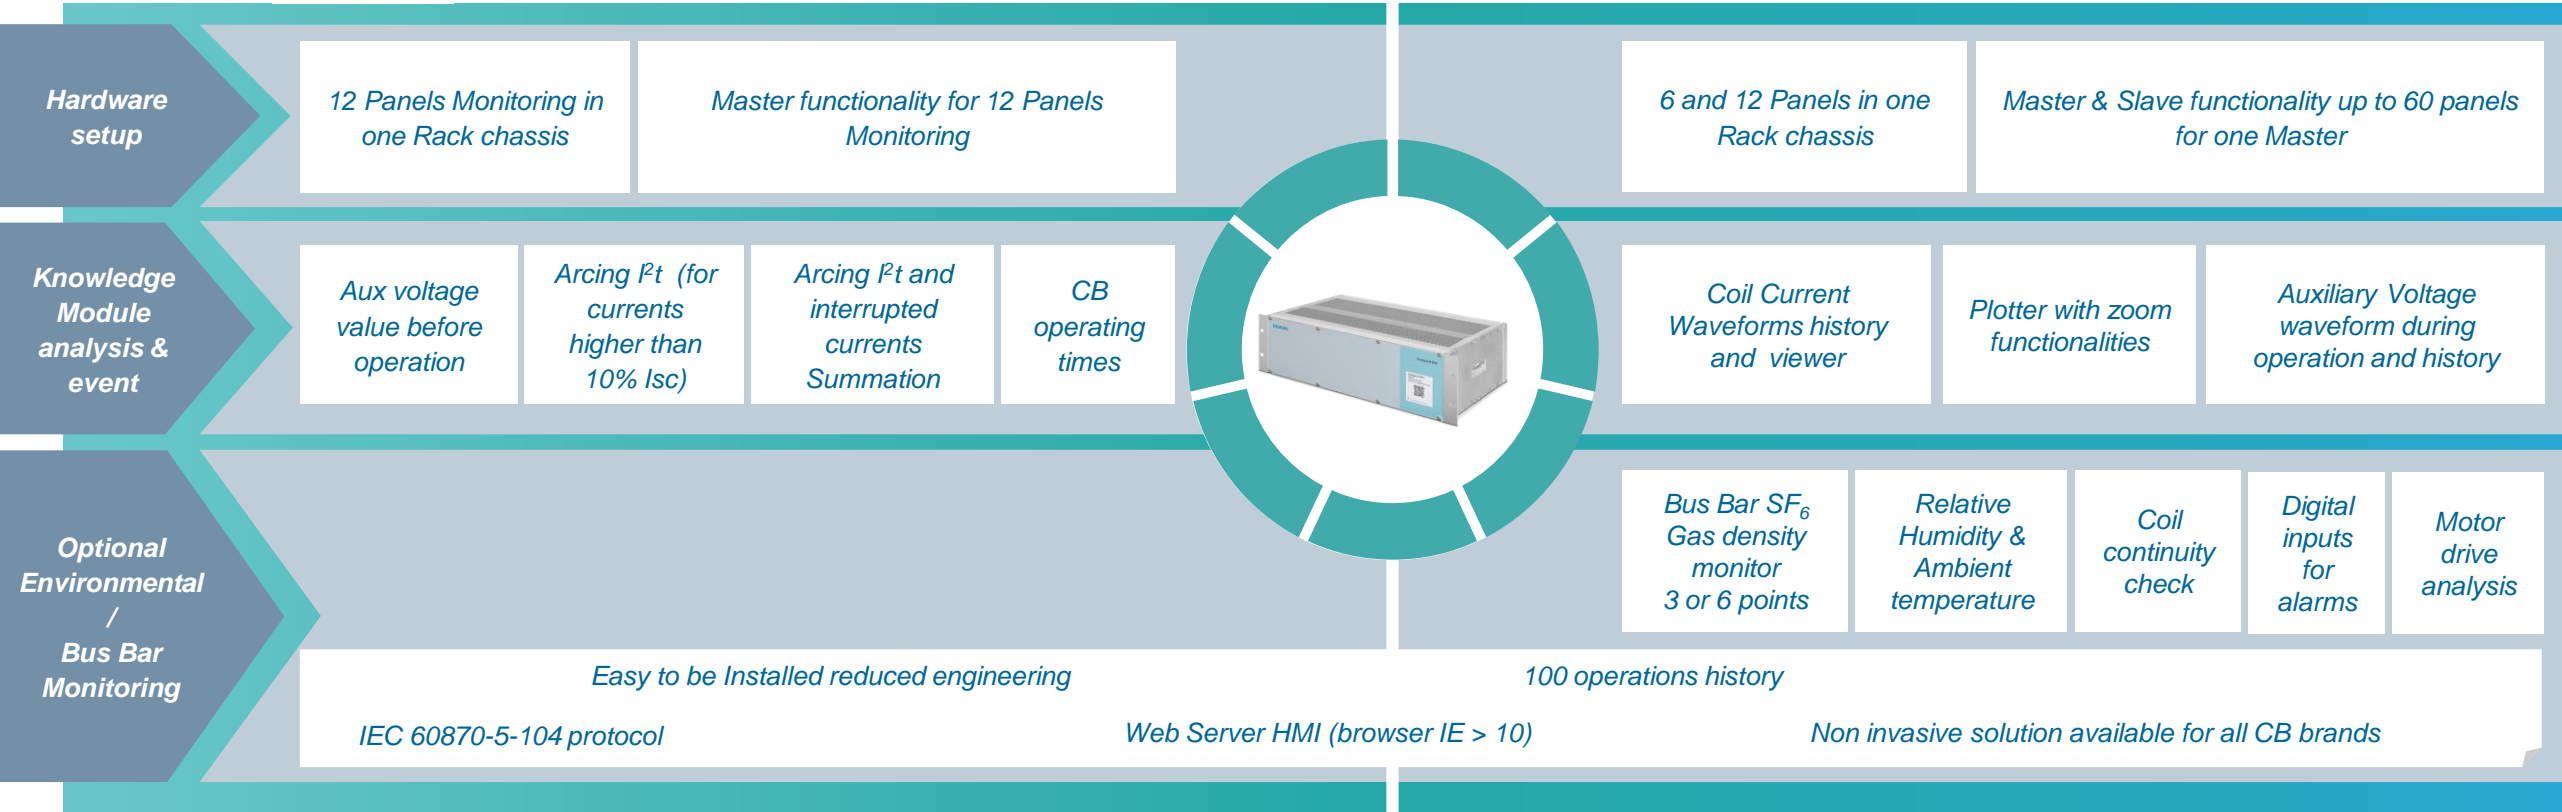 Hardware
setup
12 Panels Monitoring in
one Rack chassis
Master functionality for 12 Panels
Monitoring
6 and 12 Panels in one
Rack chassis
Master & Slave functionality up to 60 panels
for one Master
Knowledge
Module
analysis &
event
Aux voltage
value before
operation
Arcing I²t (for
currents
higher than
10% Isc)
Arcing I²t and
interrupted
currents
Summation
CB
operating
times
SIEMENS
Coil Current
Waveforms history
and viewer
Plotter with zoom
functionalities
Auxiliary Voltage
waveform during
operation and history
Optional
Environmental
/
Bus Bar
Monitoring
Bus Bar SF₆
Gas density
monitor
3 or 6 points
Relative
Humidity &
Ambient
temperature
Coil
continuity
check
Digital
inputs
for
alarms
Motor
drive
analysis
Easy to be Installed reduced engineering
100 operations history
IEC 60870-5-104 protocol
Web Server HMI (browser IE > 10)
Non invasive solution available for all CB brands